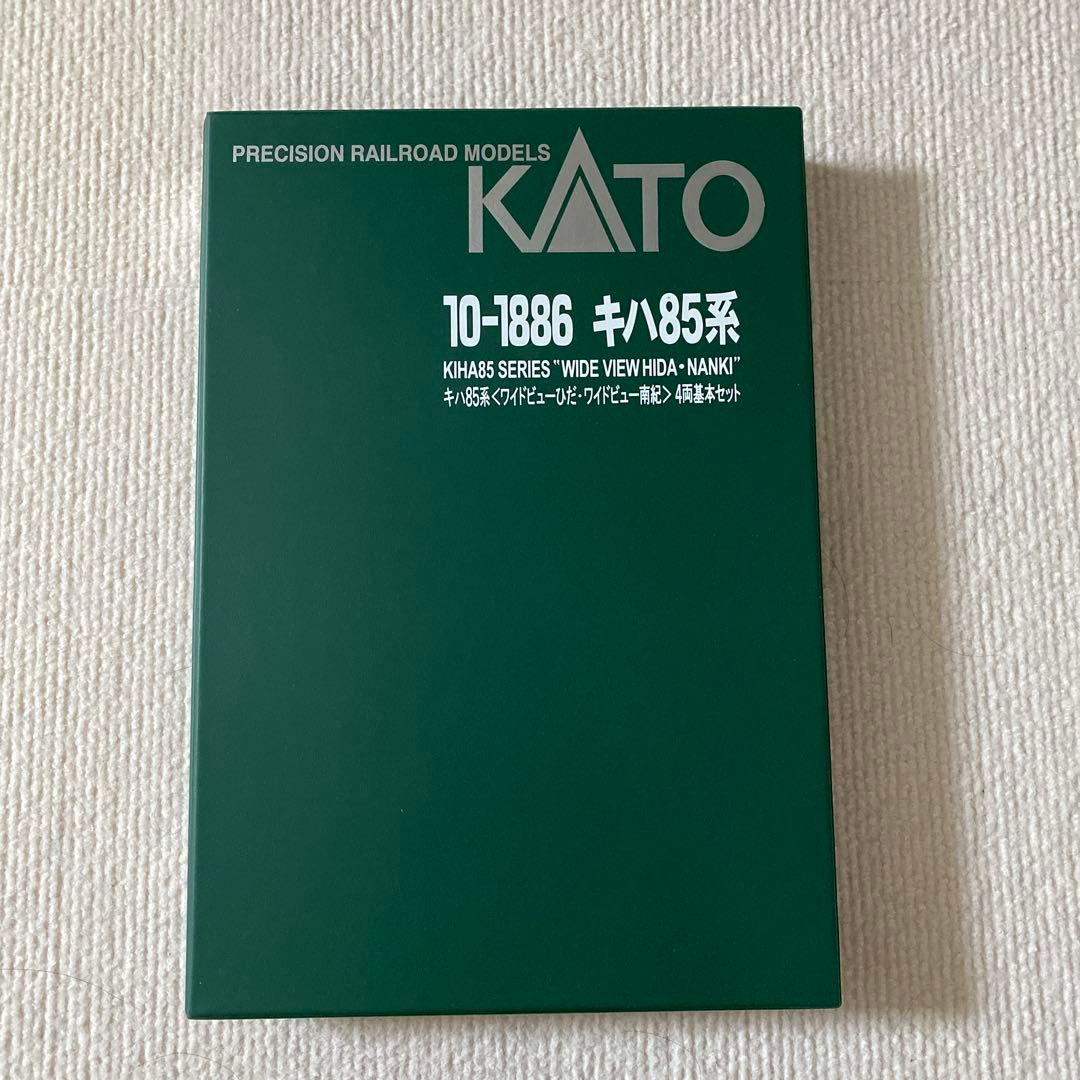 PRECISION RAILROAD MODELS
KATO
10-1886 キハ85系
KIHA85 SERIES "WIDE VIEW HIDA・NANKI"
キハ85系<ワイドビューひだ・ワイドビュー南紀>4両基本セット